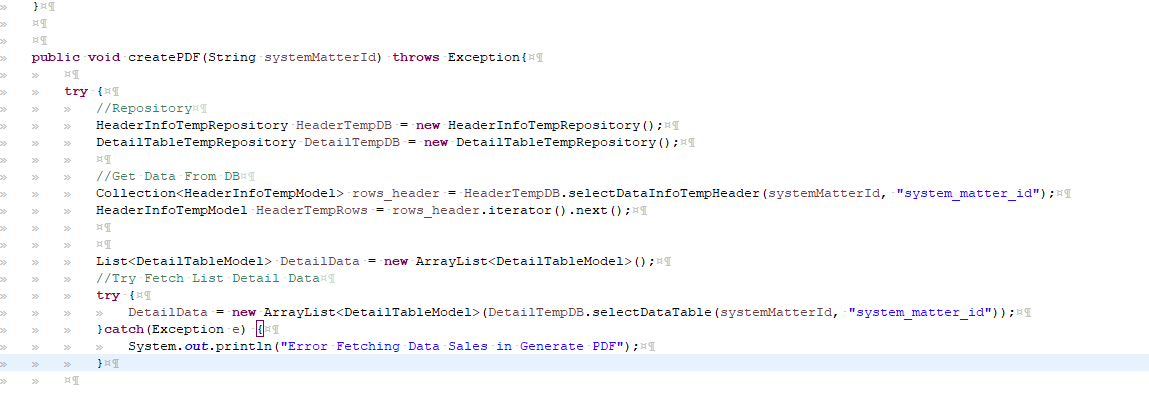 }
public void createPDF(String systemMatterId) throws Exception{
try {
//Repository
HeaderInfoTempRepository HeaderTempDB = new HeaderInfoTempRepository();
DetailTableTempRepository DetailTempDB = new DetailTableTempRepository();
//Get Data From DB
Collection<HeaderInfoTempModel> rows_header = HeaderTempDB.selectDataInfoTempHeader(systemMatterId, "system_matter_id");
HeaderInfoTempModel HeaderTempRows = rows_header.iterator().next();
List<DetailTableModel> DetailData = new ArrayList<DetailTableModel>();
//Try Fetch List Detail Data
try {
DetailData = new ArrayList<DetailTableModel>(DetailTempDB.selectDataTable(systemMatterId, "system_matter_id"));
}catch(Exception e) {
System.out.println("Error Fetching Data Sales in Generate PDF");
}